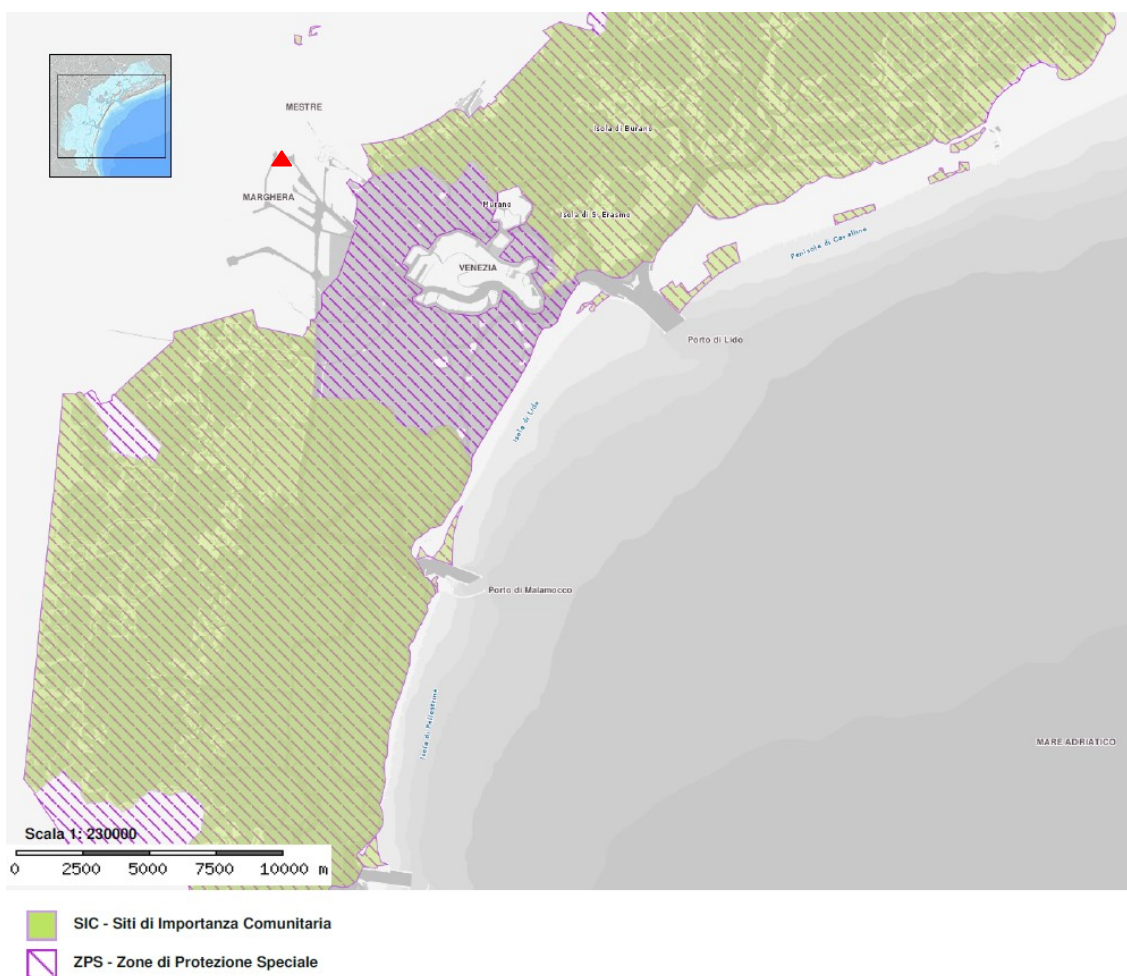 MESTRE
Isola di Burano
MARGHERA
Murano
Isola di S. Erasmo
Penisola di Cavallino
VENEZIA
Porto di Lido
Isola di Lido
Porto di Malamocco
Isola di Pellestrina
MARE ADRIATICO
Scala 1: 230000
0 2500 5000 7500 10000 m
SIC - Siti di Importanza Comunitaria
ZPS - Zone di Protezione Speciale